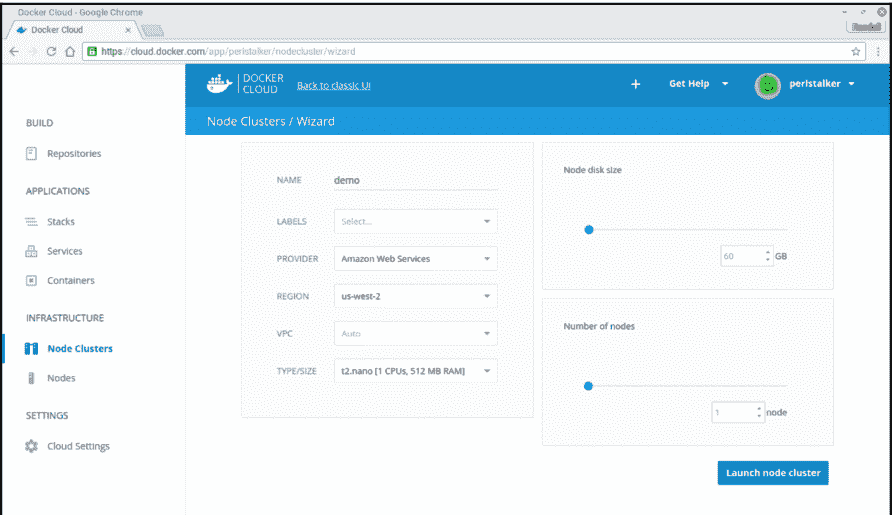 Docker Cloud - Google Chrome
Docker Cloud
https://cloud.docker.com/app/peristalker/nodecluster/wizard
DOCKER
CLOUD
Back to classic UI
Get Help
peristalker
Node Clusters / Wizard
BUILD
Repositories
APPLICATIONS
Stacks
Services
Containers
INFRASTRUCTURE
Node Clusters
Nodes
SETTINGS
Cloud Settings
NAME demo
LABELS Select...
PROVIDER Amazon Web Services
REGION us-west-2
VPC Auto
TYPE/SIZE t2.nano [1 CPUs, 512 MB RAM]
Node disk size
60 GB
Number of nodes
1 node
Launch node cluster